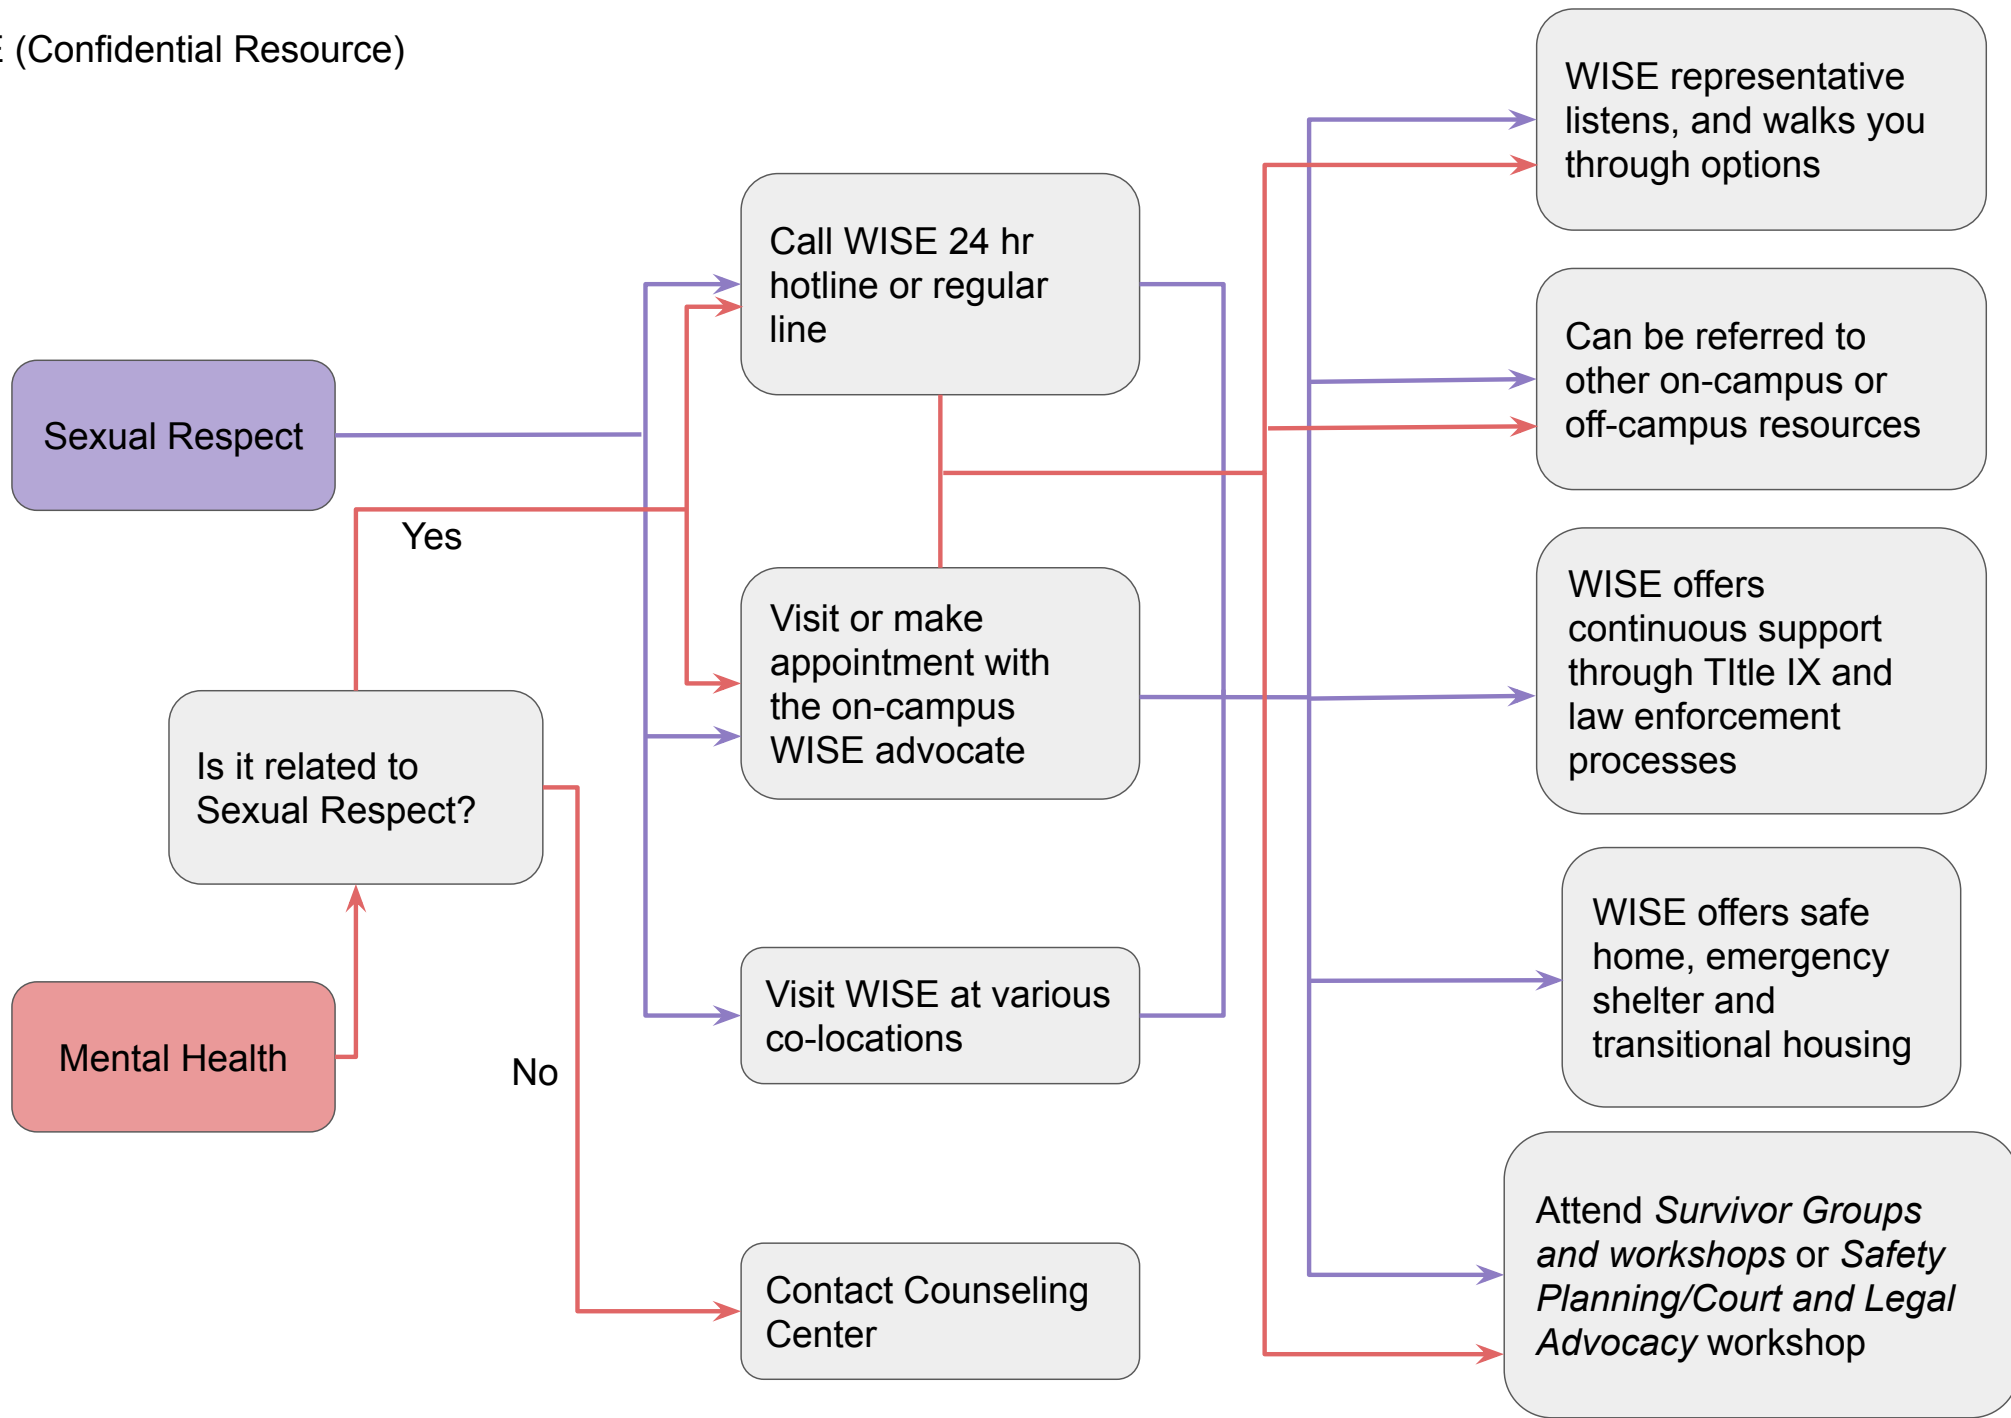 (Confidential Resource)
Sexual Respect
Mental Health
Is it related to
Sexual Respect?
Yes
No
Call WISE 24 hr
hotline or regular
line
Visit or make
appointment with
the on-campus
WISE advocate
Visit WISE at various
co-locations
Contact Counseling
Center
WISE representative
listens, and walks you
through options
Can be referred to
other on-campus or
off-campus resources
WISE offers
continuous support
through TItle IX and
law enforcement
processes
WISE offers safe
home, emergency
shelter and
transitional housing
Attend Survivor Groups
and workshops or Safety
Planning/Court and Legal
Advocacy workshop